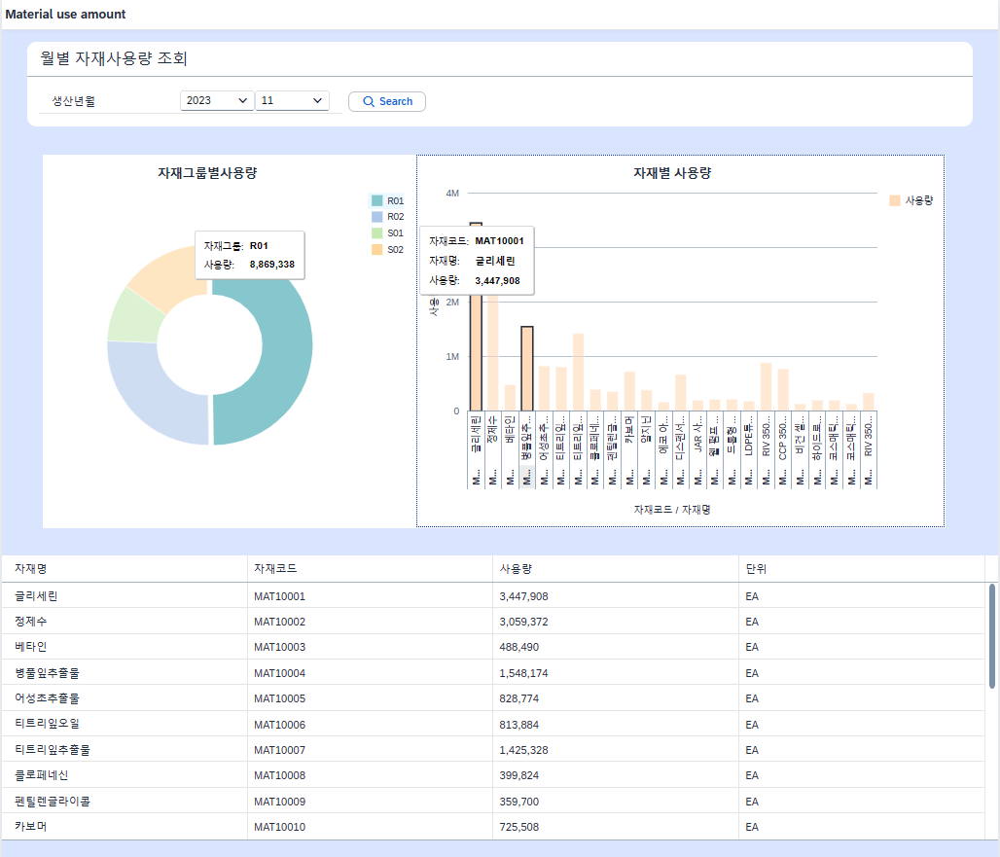 Material use amount
월별 자재사용량 조회
생산년월 2023 11 Search
자재그룹별사용량
R01
R02
S01
S02
자재그룹: R01
사용량: 8,869,338
자재별 사용량
사용량
4M
2M
1M
0
자재코드: MAT10001
자재명: 글리세린
사용량: 3,447,908
글리세린 정제수 베타인 병풀잎추... 어성초추... 티트리잎... 티트리잎... 클로페네... 펜틸렌글... 카보머 알지닌 에코 아... 디스펜서... JAR 사... 웰 펌프 ... 드롭형 ... LDPE튜... RIV 350... CCP 350... 비건 셀... 하이드로... 코스매틱... 코스매틱... RIV 350...
M... M... M... M... M... M... M... M... M... M... M... M... M... M... M... M... M... M... M... M... M... M... M... M...
자재코드 / 자재명
자재명 자재코드 사용량 단위
글리세린 MAT10001 3,447,908 EA
정제수 MAT10002 3,059,372 EA
베타인 MAT10003 488,490 EA
병풀잎추출물 MAT10004 1,548,174 EA
어성초추출물 MAT10005 828,774 EA
티트리잎오일 MAT10006 813,884 EA
티트리잎추출물 MAT10007 1,425,328 EA
클로페네신 MAT10008 399,824 EA
펜틸렌글라이콜 MAT10009 359,700 EA
카보머 MAT10010 725,508 EA